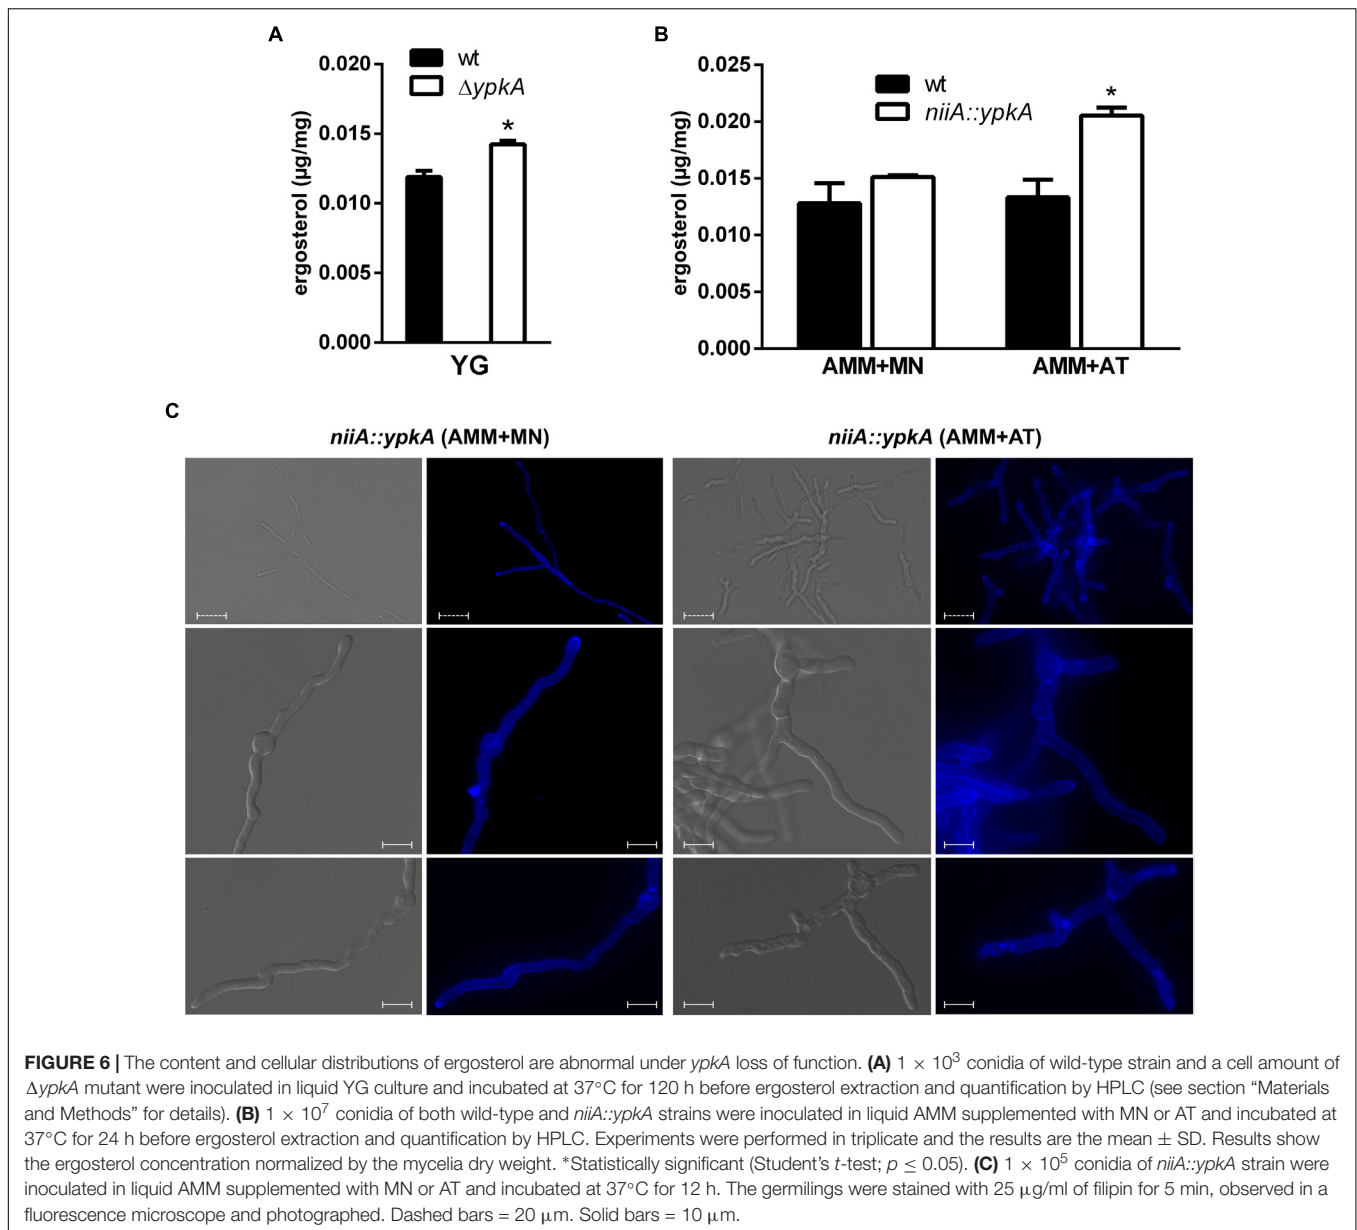 A
wt
ΔypkA
0.020
0.015
0.010
0.005
0.000
ergosterol (µg/mg)
*
YG
B
wt
niiA::ypkA
0.025
0.020
0.015
0.010
0.005
0.000
ergosterol (µg/mg)
*
AMM+MN
AMM+AT
C
niiA::ypkA (AMM+MN)
niiA::ypkA (AMM+AT)
FIGURE 6 | The content and cellular distributions of ergosterol are abnormal under ypkA loss of function. (A) 1 × 10³ conidia of wild-type strain and a cell amount of
ΔypkA mutant were inoculated in liquid YG culture and incubated at 37°C for 120 h before ergosterol extraction and quantification by HPLC (see section “Materials
and Methods” for details). (B) 1 × 10⁷ conidia of both wild-type and niiA::ypkA strains were inoculated in liquid AMM supplemented with MN or AT and incubated at
37°C for 24 h before ergosterol extraction and quantification by HPLC. Experiments were performed in triplicate and the results are the mean ± SD. Results show
the ergosterol concentration normalized by the mycelia dry weight. *Statistically significant (Student’s t-test; p ≤ 0.05). (C) 1 × 10⁵ conidia of niiA::ypkA strain were
inoculated in liquid AMM supplemented with MN or AT and incubated at 37°C for 12 h. The germilings were stained with 25 µg/ml of filipin for 5 min, observed in a
fluorescence microscope and photographed. Dashed bars = 20 µm. Solid bars = 10 µm.